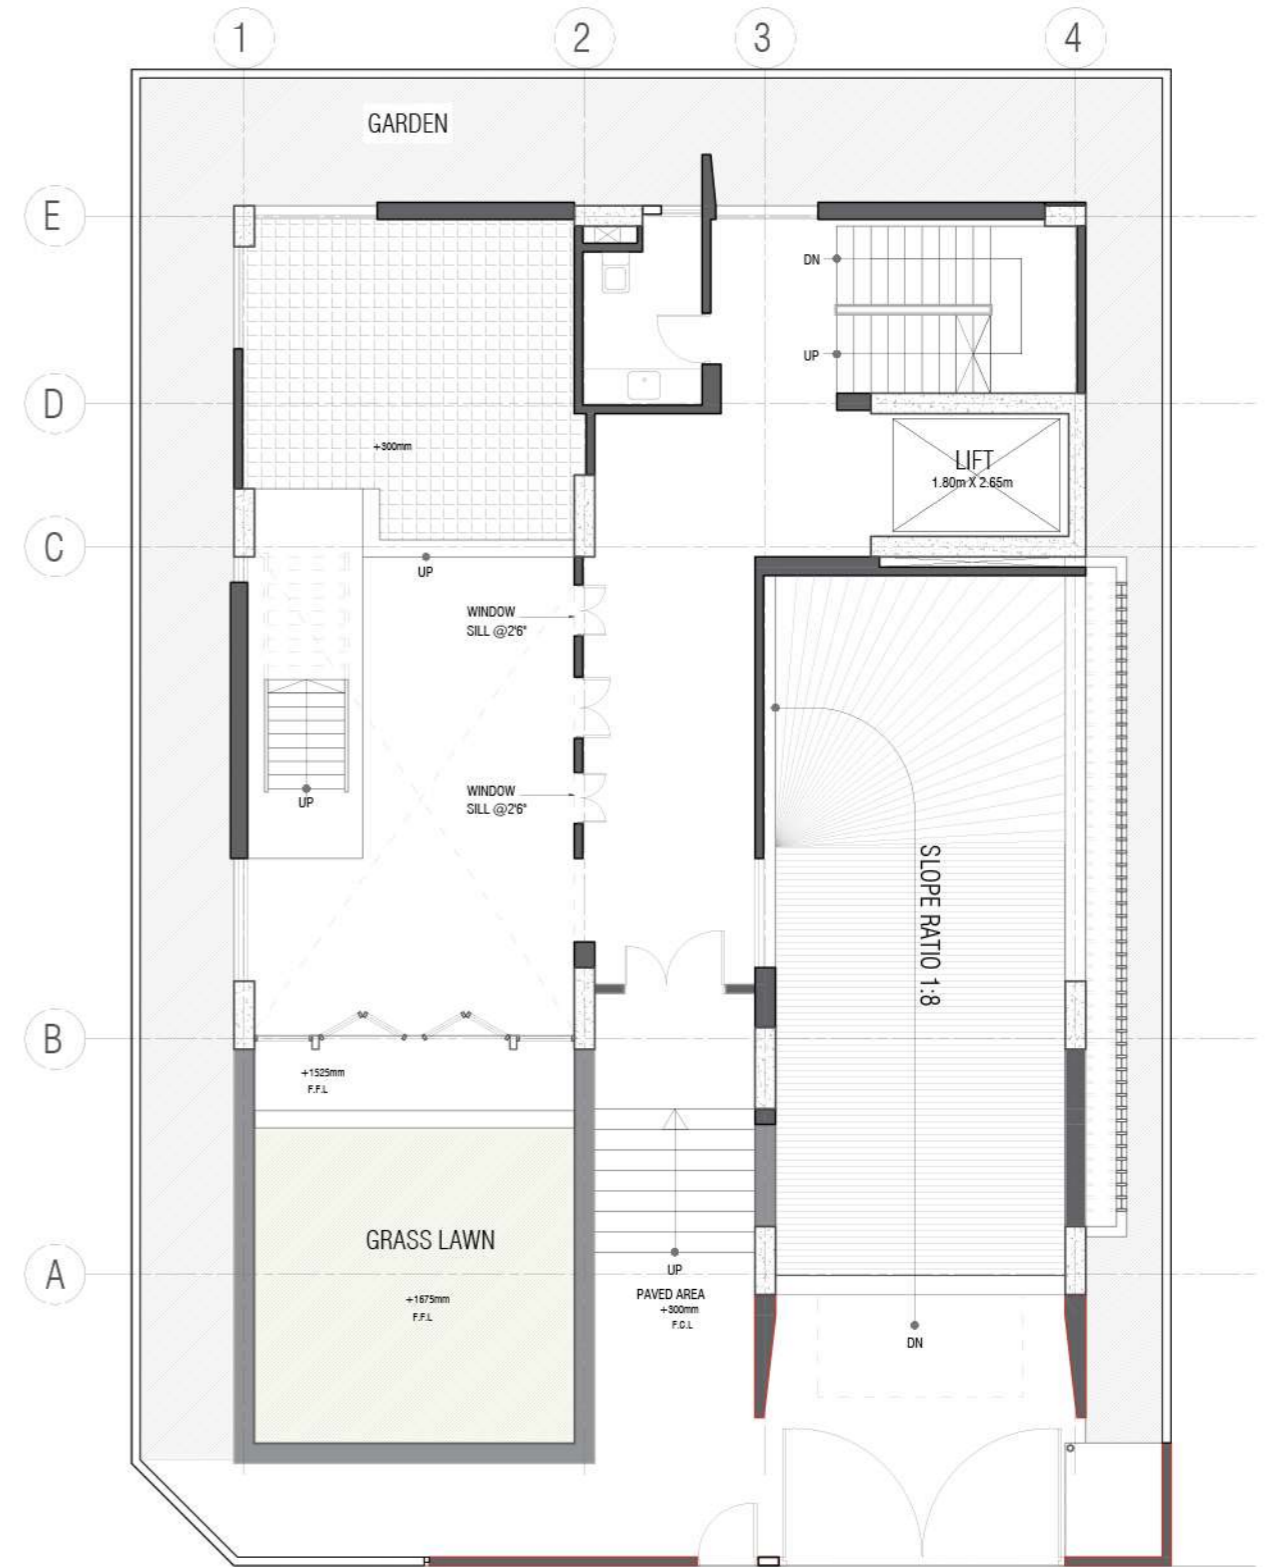 1
2
3
4
GARDEN
E
DN
UP
D
+300mm
LIFT
1.80m X 2.65m
C
UP
WINDOW
SILL @2'6"
WINDOW
SILL @2'6"
UP
SLOPE RATIO 1:8
B
+1525mm
F.F.L
GRASS LAWN
A
UP
PAVED AREA
+300mm
F.C.L
+1675mm
F.F.L
DN